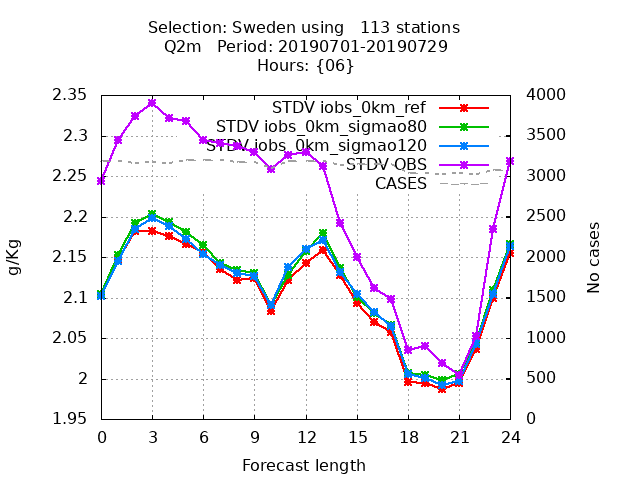 Selection: Sweden using   113 stations
Q2m   Period: 20190701-20190729
Hours: {06}
STDV iobs_0km_ref
STDV iobs_0km_sigmao80
STDV iobs_0km_sigmao120
STDV OBS
CASES
2.35
2.3
2.25
2.2
2.15
2.1
2.05
2
1.95
4000
3500
3000
2500
2000
1500
1000
500
0
g/Kg
No cases
0 3 6 9 12 15 18 21 24
Forecast length